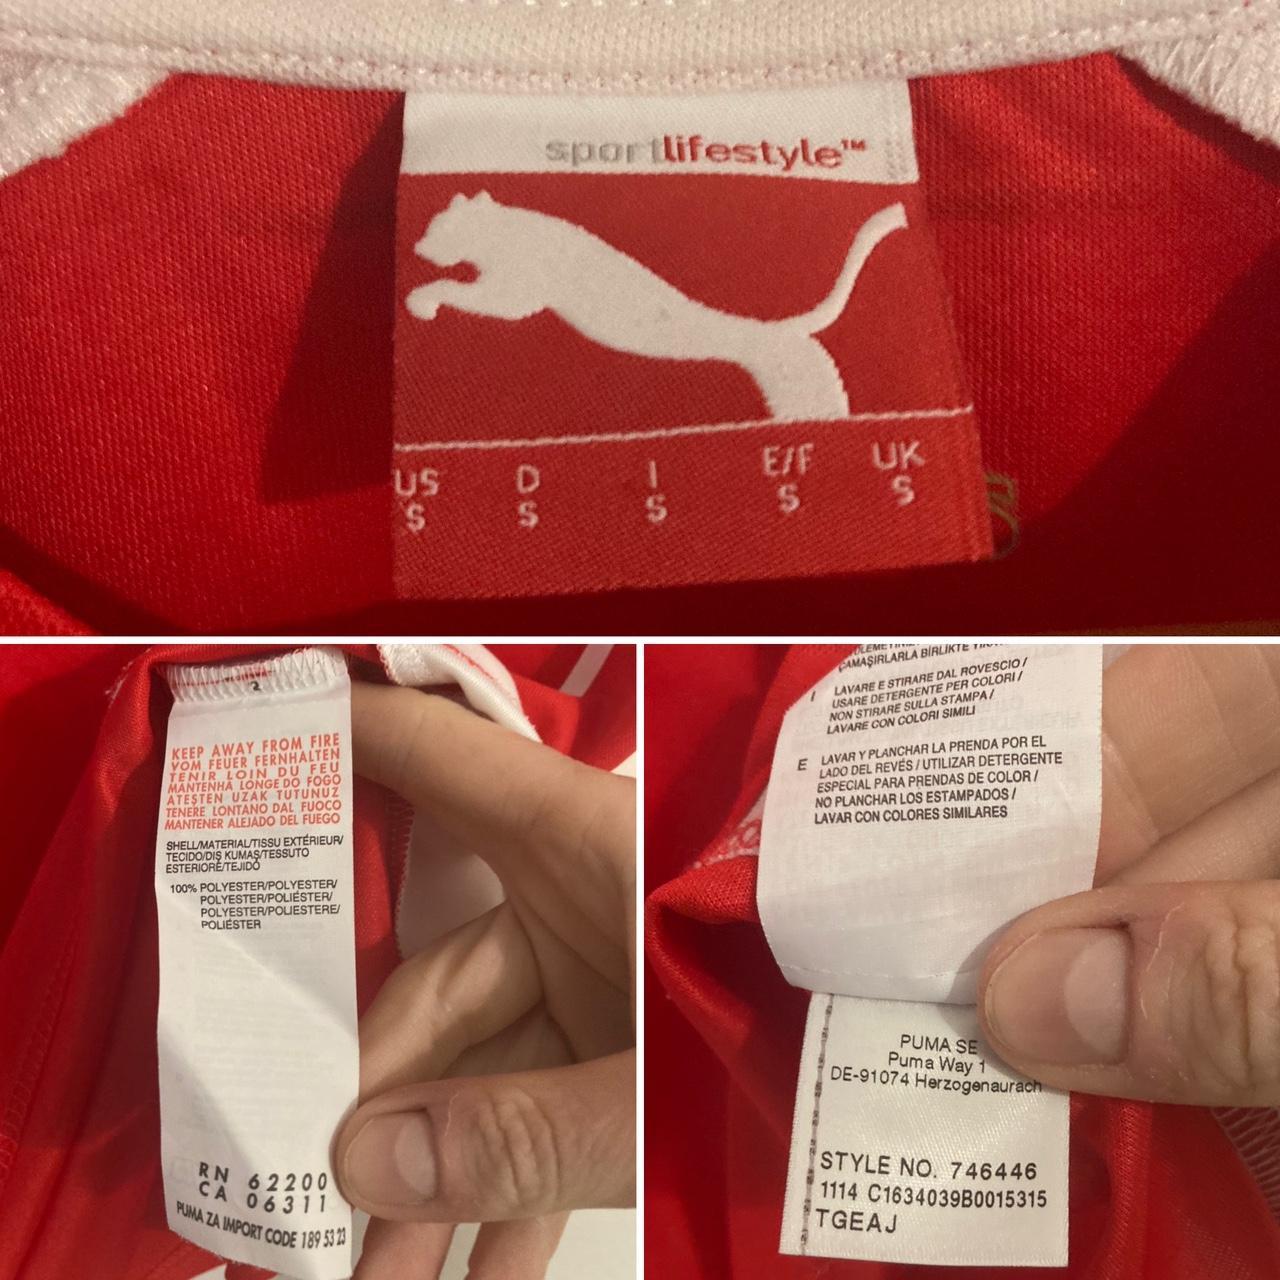 sportlifestyle™
US D I E/F UK
S S S S S
2
KEEP AWAY FROM FIRE
VOM FEUER FERNHALTEN
TENIR LOIN DU FEU
MANTENHA LONGE DO FOGO
ATEŞTEN UZAK TUTUNUZ
TENERE LONTANO DAL FUOCO
MANTENER ALEJADO DEL FUEGO
SHELL/MATERIAL/TISSU EXTÉRIEUR/
TECIDO/DIŞ KUMAŞ/TESSUTO
ESTERIORE/TEJIDO
100% POLYESTER/POLYESTER/
POLYESTER/POLIÉSTER/
POLYESTER/POLIESTERE/
POLIÉSTER
RN 62200
CA 06311
PUMA ZA IMPORT CODE 189 53 23
ÇAMAŞIRLARLA BİRLİKTE
I LAVARE E STIRARE DAL ROVESCIO /
USARE DETERGENTE PER COLORI /
NON STIRARE SULLA STAMPA /
LAVARE CON COLORI SIMILI
E LAVAR Y PLANCHAR LA PRENDA POR EL
LADO DEL REVÉS / UTILIZAR DETERGENTE
ESPECIAL PARA PRENDAS DE COLOR /
NO PLANCHAR LOS ESTAMPADOS /
LAVAR CON COLORES SIMILARES
PUMA SE
Puma Way 1
DE-91074 Herzogenaurach
STYLE NO. 746446
1114 C1634039B0015315
TGEAJ